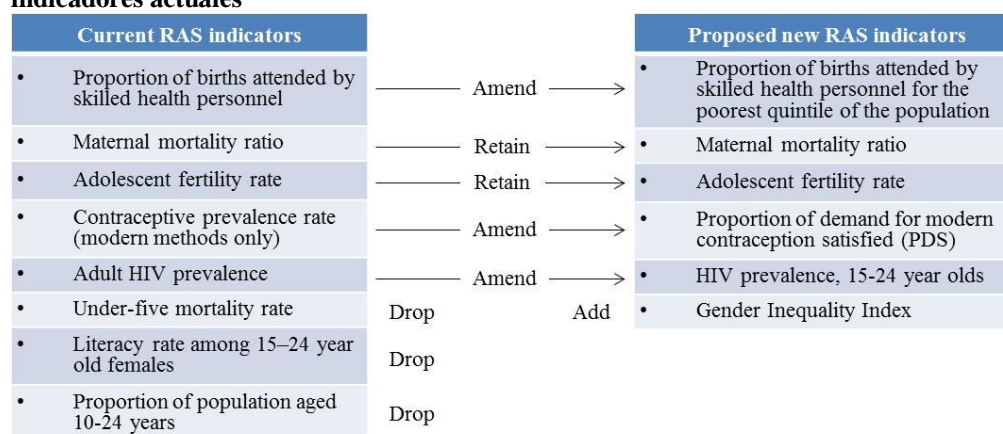 indicadores actuales
Current RAS indicators
Proposed new RAS indicators
• Proportion of births attended by
skilled health personnel
Amend
• Proportion of births attended by
skilled health personnel for the
poorest quintile of the population
• Maternal mortality ratio
Retain
• Maternal mortality ratio
• Adolescent fertility rate
Retain
• Adolescent fertility rate
• Contraceptive prevalence rate
(modern methods only)
Amend
• Proportion of demand for modern
contraception satisfied (PDS)
• Adult HIV prevalence
Amend
• HIV prevalence, 15-24 year olds
• Under-five mortality rate
Drop
Add
• Gender Inequality Index
• Literacy rate among 15–24 year
old females
Drop
• Proportion of population aged
10-24 years
Drop